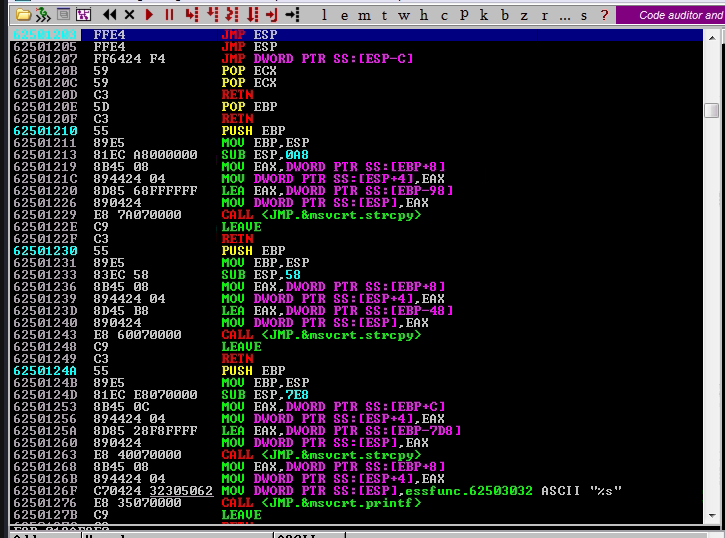 l e m t w h c p k b z r ... s ? Code auditor and
62501203 FFE4 JMP ESP
62501205 FFE4 JMP ESP
62501207 FF6424 F4 JMP DWORD PTR SS:[ESP-C]
6250120B 59 POP ECX
6250120C 59 POP ECX
6250120D C3 RETN
6250120E 5D POP EBP
6250120F C3 RETN
62501210 55 PUSH EBP
62501211 89E5 MOV EBP,ESP
62501213 81EC A8000000 SUB ESP,0A8
62501219 8B45 08 MOV EAX,DWORD PTR SS:[EBP+8]
6250121C 894424 04 MOV DWORD PTR SS:[ESP+4],EAX
62501220 8D85 68FFFFFF LEA EAX,DWORD PTR SS:[EBP-98]
62501226 890424 MOV DWORD PTR SS:[ESP],EAX
62501229 E8 7A070000 CALL <JMP.&msvcrt.strcpy>
6250122E C9 LEAVE
6250122F C3 RETN
62501230 55 PUSH EBP
62501231 89E5 MOV EBP,ESP
62501233 83EC 58 SUB ESP,58
62501236 8B45 08 MOV EAX,DWORD PTR SS:[EBP+8]
62501239 894424 04 MOV DWORD PTR SS:[ESP+4],EAX
6250123D 8D45 B8 LEA EAX,DWORD PTR SS:[EBP-48]
62501240 890424 MOV DWORD PTR SS:[ESP],EAX
62501243 E8 60070000 CALL <JMP.&msvcrt.strcpy>
62501248 C9 LEAVE
62501249 C3 RETN
6250124A 55 PUSH EBP
6250124B 89E5 MOV EBP,ESP
6250124D 81EC E8070000 SUB ESP,7E8
62501253 8B45 0C MOV EAX,DWORD PTR SS:[EBP+C]
62501256 894424 04 MOV DWORD PTR SS:[ESP+4],EAX
6250125A 8D85 28F8FFFF LEA EAX,DWORD PTR SS:[EBP-7D8]
62501260 890424 MOV DWORD PTR SS:[ESP],EAX
62501263 E8 40070000 CALL <JMP.&msvcrt.strcpy>
62501268 8B45 08 MOV EAX,DWORD PTR SS:[EBP+8]
6250126B 894424 04 MOV DWORD PTR SS:[ESP+4],EAX
6250126F C70424 32305062 MOV DWORD PTR SS:[ESP],essfunc.62503032 ASCII "%s"
62501276 E8 35070000 CALL <JMP.&msvcrt.printf>
6250127B C9 LEAVE